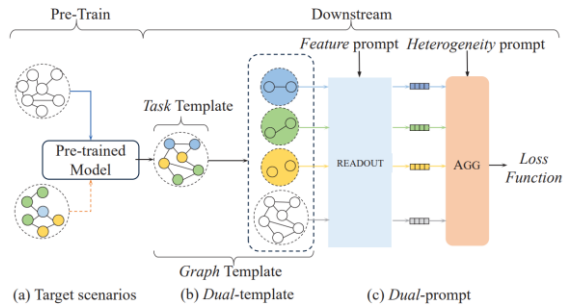 Pre-Train
Downstream
Feature prompt
Heterogeneity prompt
Task Template
Pre-trained
Model
READOUT
AGG
Loss
Function
Graph Template
(a) Target scenarios
(b) Dual-template
(c) Dual-prompt